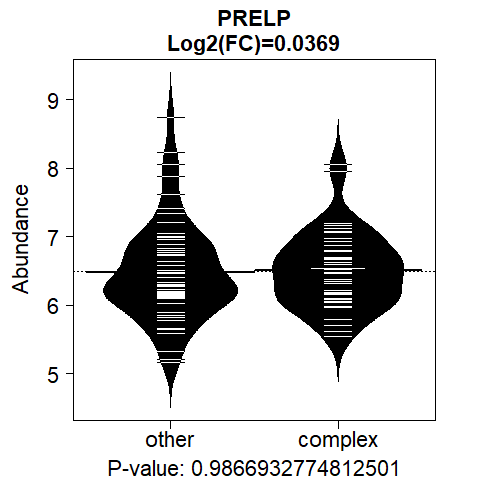 PRELP
Log2(FC)=0.0369
Abundance
9
8
7
6
5
other complex
P-value: 0.9866932774812501